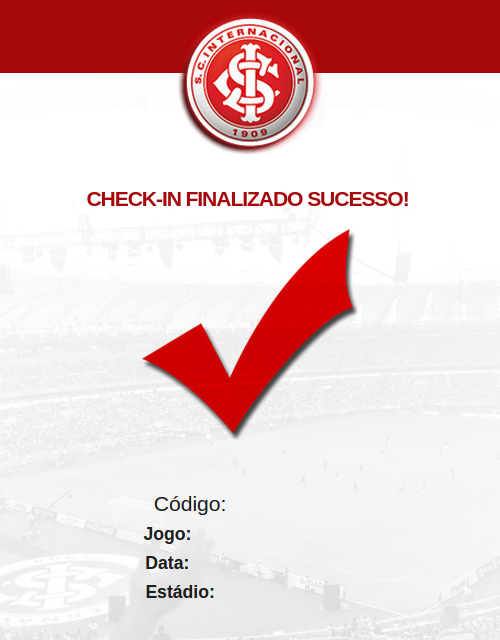 S.C.INTERNACIONAL
1909
CHECK-IN FINALIZADO SUCESSO!
Código:
Jogo:
Data:
Estádio: